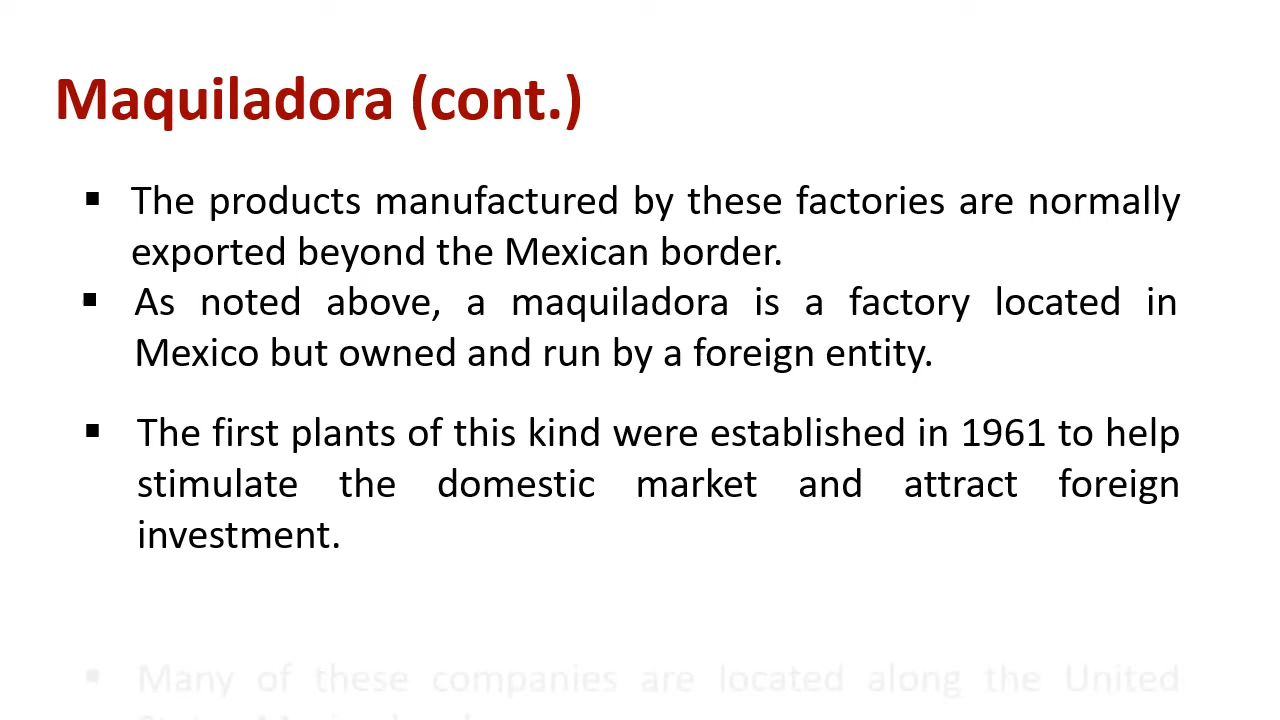 Maquiladora (cont.)
▪ The products manufactured by these factories are normally
exported beyond the Mexican border.
▪ As noted above, a maquiladora is a factory located in
Mexico but owned and run by a foreign entity.
▪ The first plants of this kind were established in 1961 to help
stimulate the domestic market and attract foreign
investment.
▪ Many of these companies are located along the United